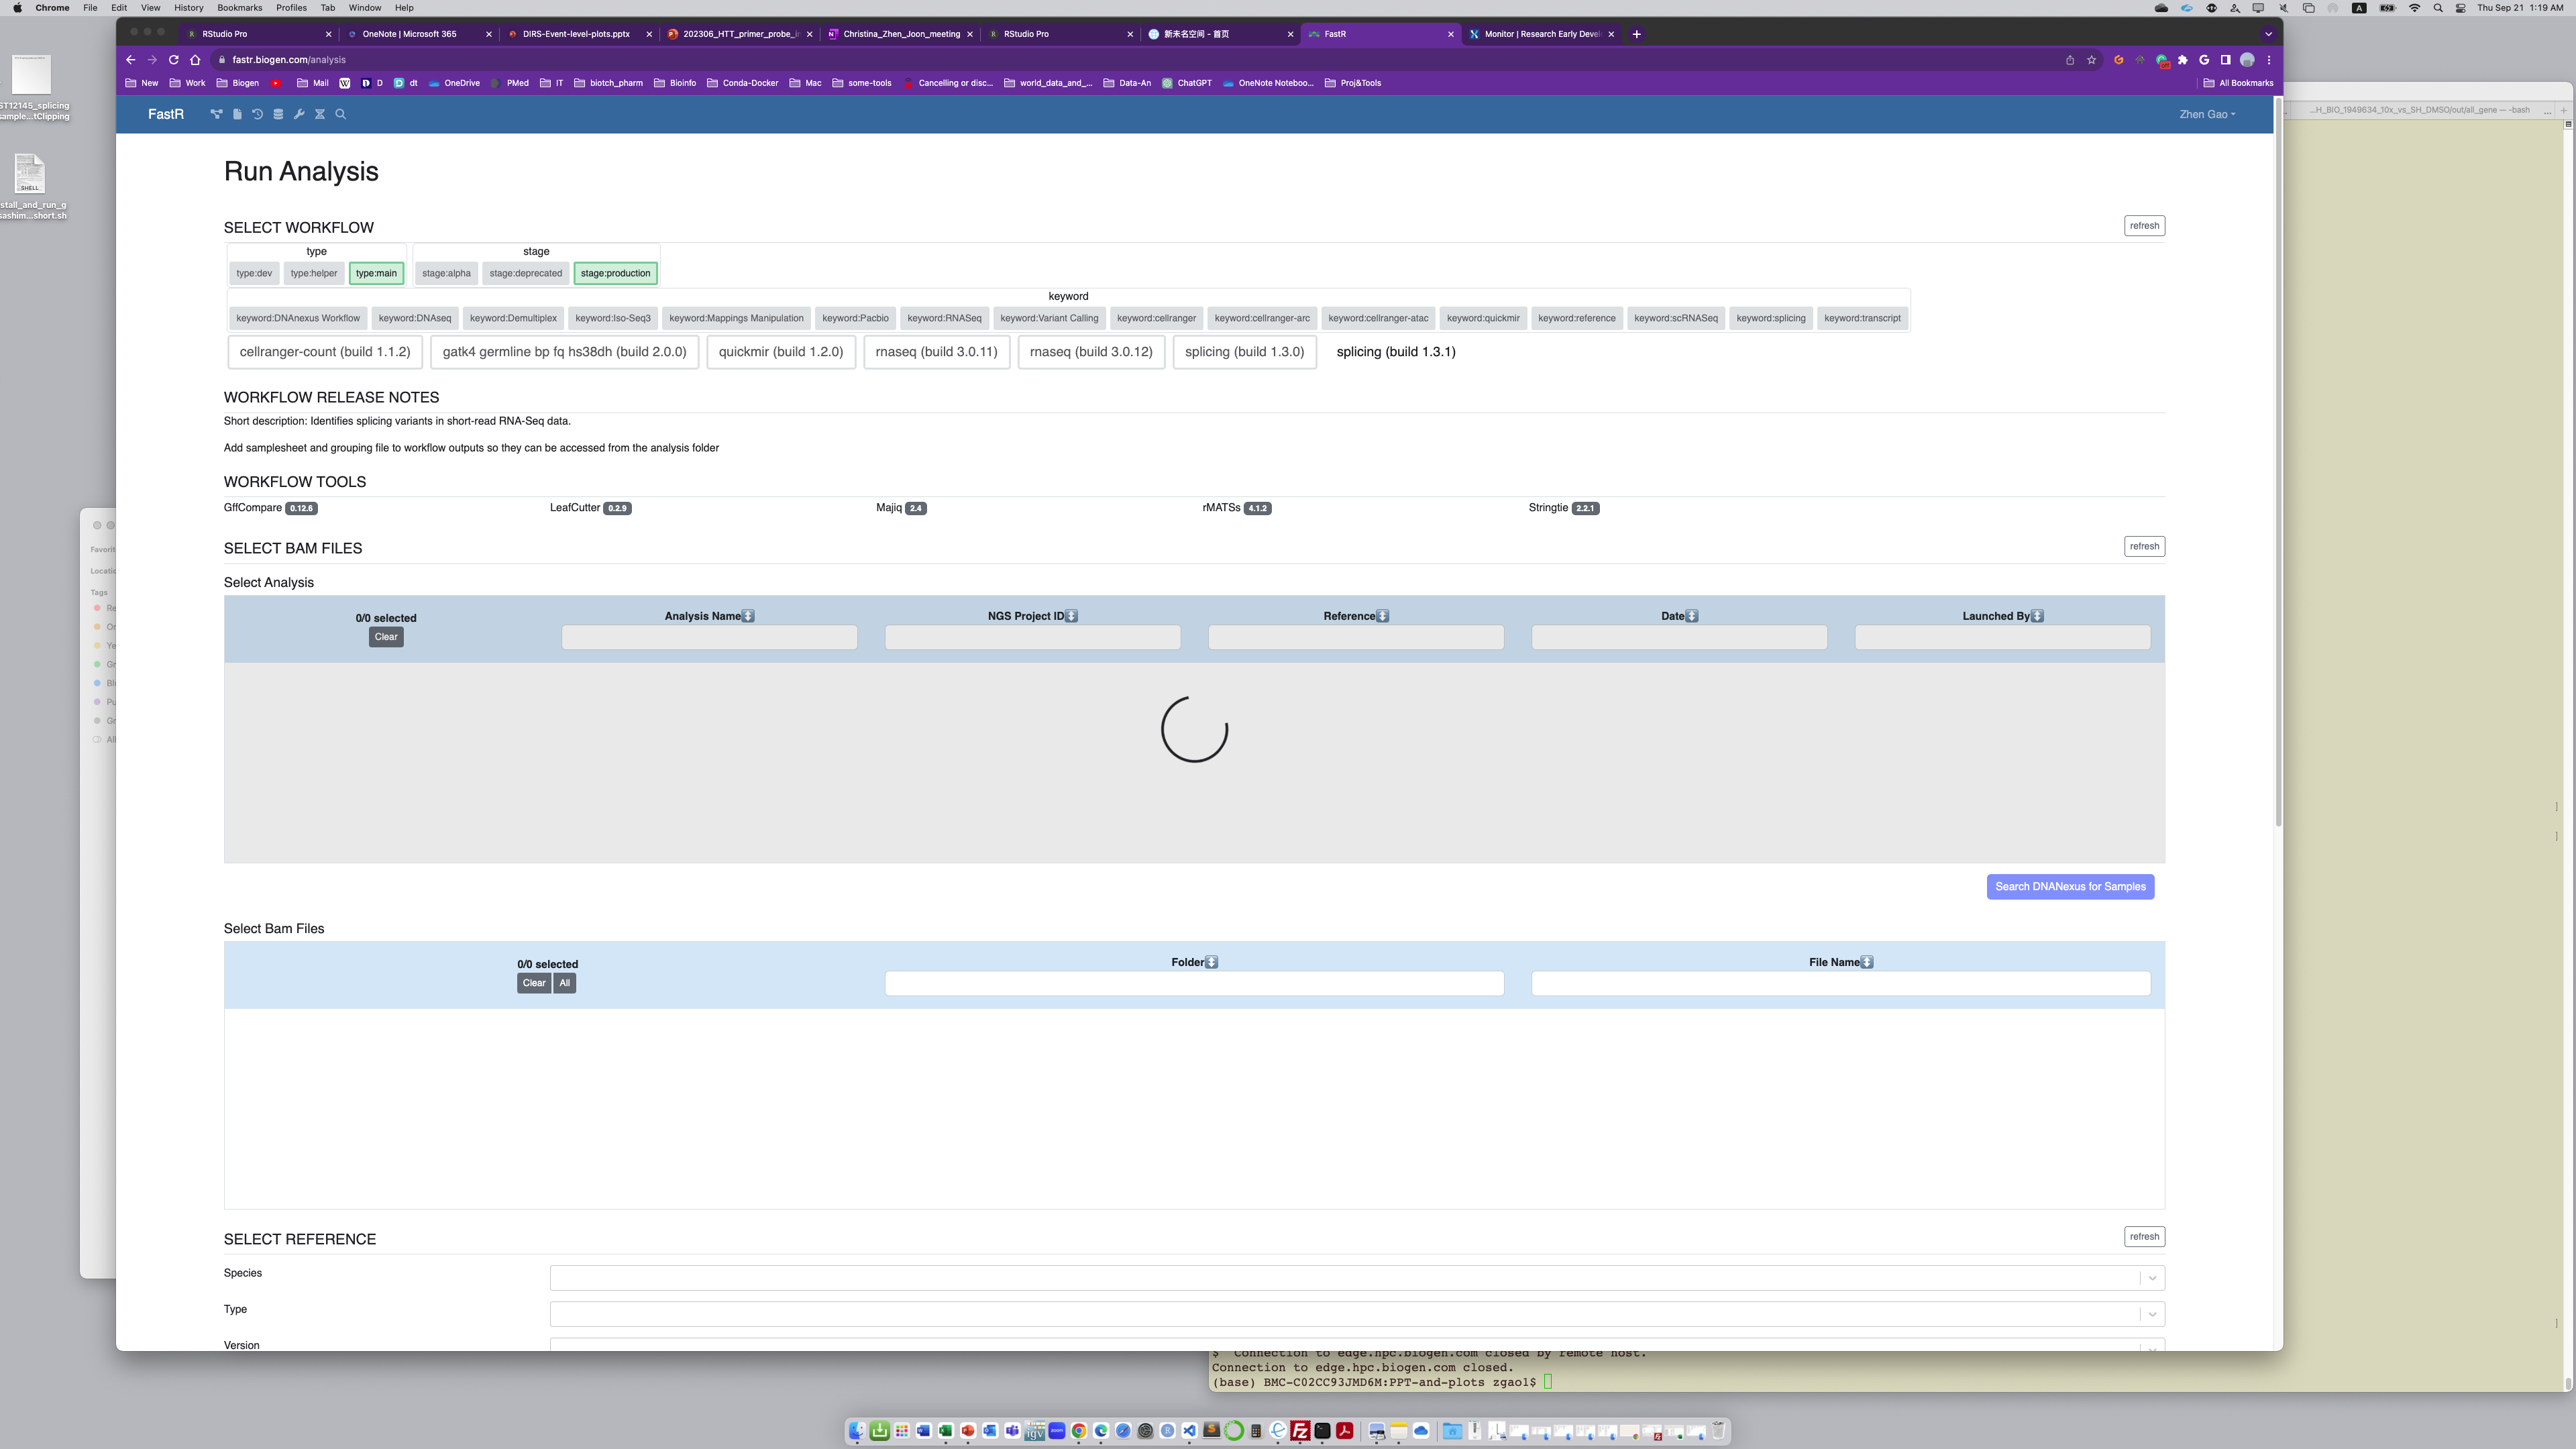 Chrome File Edit View History Bookmarks Profiles Tab Window Help
Thu Sep 21 1:19 AM
RStudio Pro
OneNote | Microsoft 365
DIRS-Event-level-plots.pptx
202306_HTT_primer_probe_i
Christina_Zhen_Joon_meeting
RStudio Pro
新未名空间 - 首页
FastR
Monitor | Research Early Devel
fastr.biogen.com/analysis
New Work Biogen Mail D dt OneDrive PMed IT biotch_pharm Bioinfo Conda-Docker Mac some-tools Cancelling or disc... world_data_and_... Data-An ChatGPT OneNote Noteboo... Proj&Tools All Bookmarks
...H_BIO_1949634_10x_vs_SH_DMSO/out/all_gene — -bash
ST12145_splicing
sample...tClipping
SHELL
stall_and_run_g
sashim...short.sh
Favorit
Locatio
Tags
Re
Or
Ye
Gr
Bl
Pu
Gr
All
FastR
Zhen Gao
Run Analysis
SELECT WORKFLOW
refresh
type
stage
type:dev type:helper type:main stage:alpha stage:deprecated stage:production
keyword
keyword:DNAnexus Workflow keyword:DNAseq keyword:Demultiplex keyword:Iso-Seq3 keyword:Mappings Manipulation keyword:Pacbio keyword:RNASeq keyword:Variant Calling keyword:cellranger keyword:cellranger-arc keyword:cellranger-atac keyword:quickmir keyword:reference keyword:scRNASeq keyword:splicing keyword:transcript
cellranger-count (build 1.1.2) gatk4 germline bp fq hs38dh (build 2.0.0) quickmir (build 1.2.0) rnaseq (build 3.0.11) rnaseq (build 3.0.12) splicing (build 1.3.0) splicing (build 1.3.1)
WORKFLOW RELEASE NOTES
Short description: Identifies splicing variants in short-read RNA-Seq data.
Add samplesheet and grouping file to workflow outputs so they can be accessed from the analysis folder
WORKFLOW TOOLS
GffCompare 0.12.6 LeafCutter 0.2.9 Majiq 2.4 rMATSs 4.1.2 Stringtie 2.2.1
SELECT BAM FILES
refresh
Select Analysis
0/0 selected Analysis Name NGS Project ID Reference Date Launched By
Clear
Search DNANexus for Samples
Select Bam Files
0/0 selected Folder File Name
Clear All
SELECT REFERENCE
refresh
Species
Type
Version
$ Connection to edge.hpc.biogen.com closed by remote host.
Connection to edge.hpc.biogen.com closed.
(base) BMC-C02CC93JMD6M:PPT-and-plots zgao1$